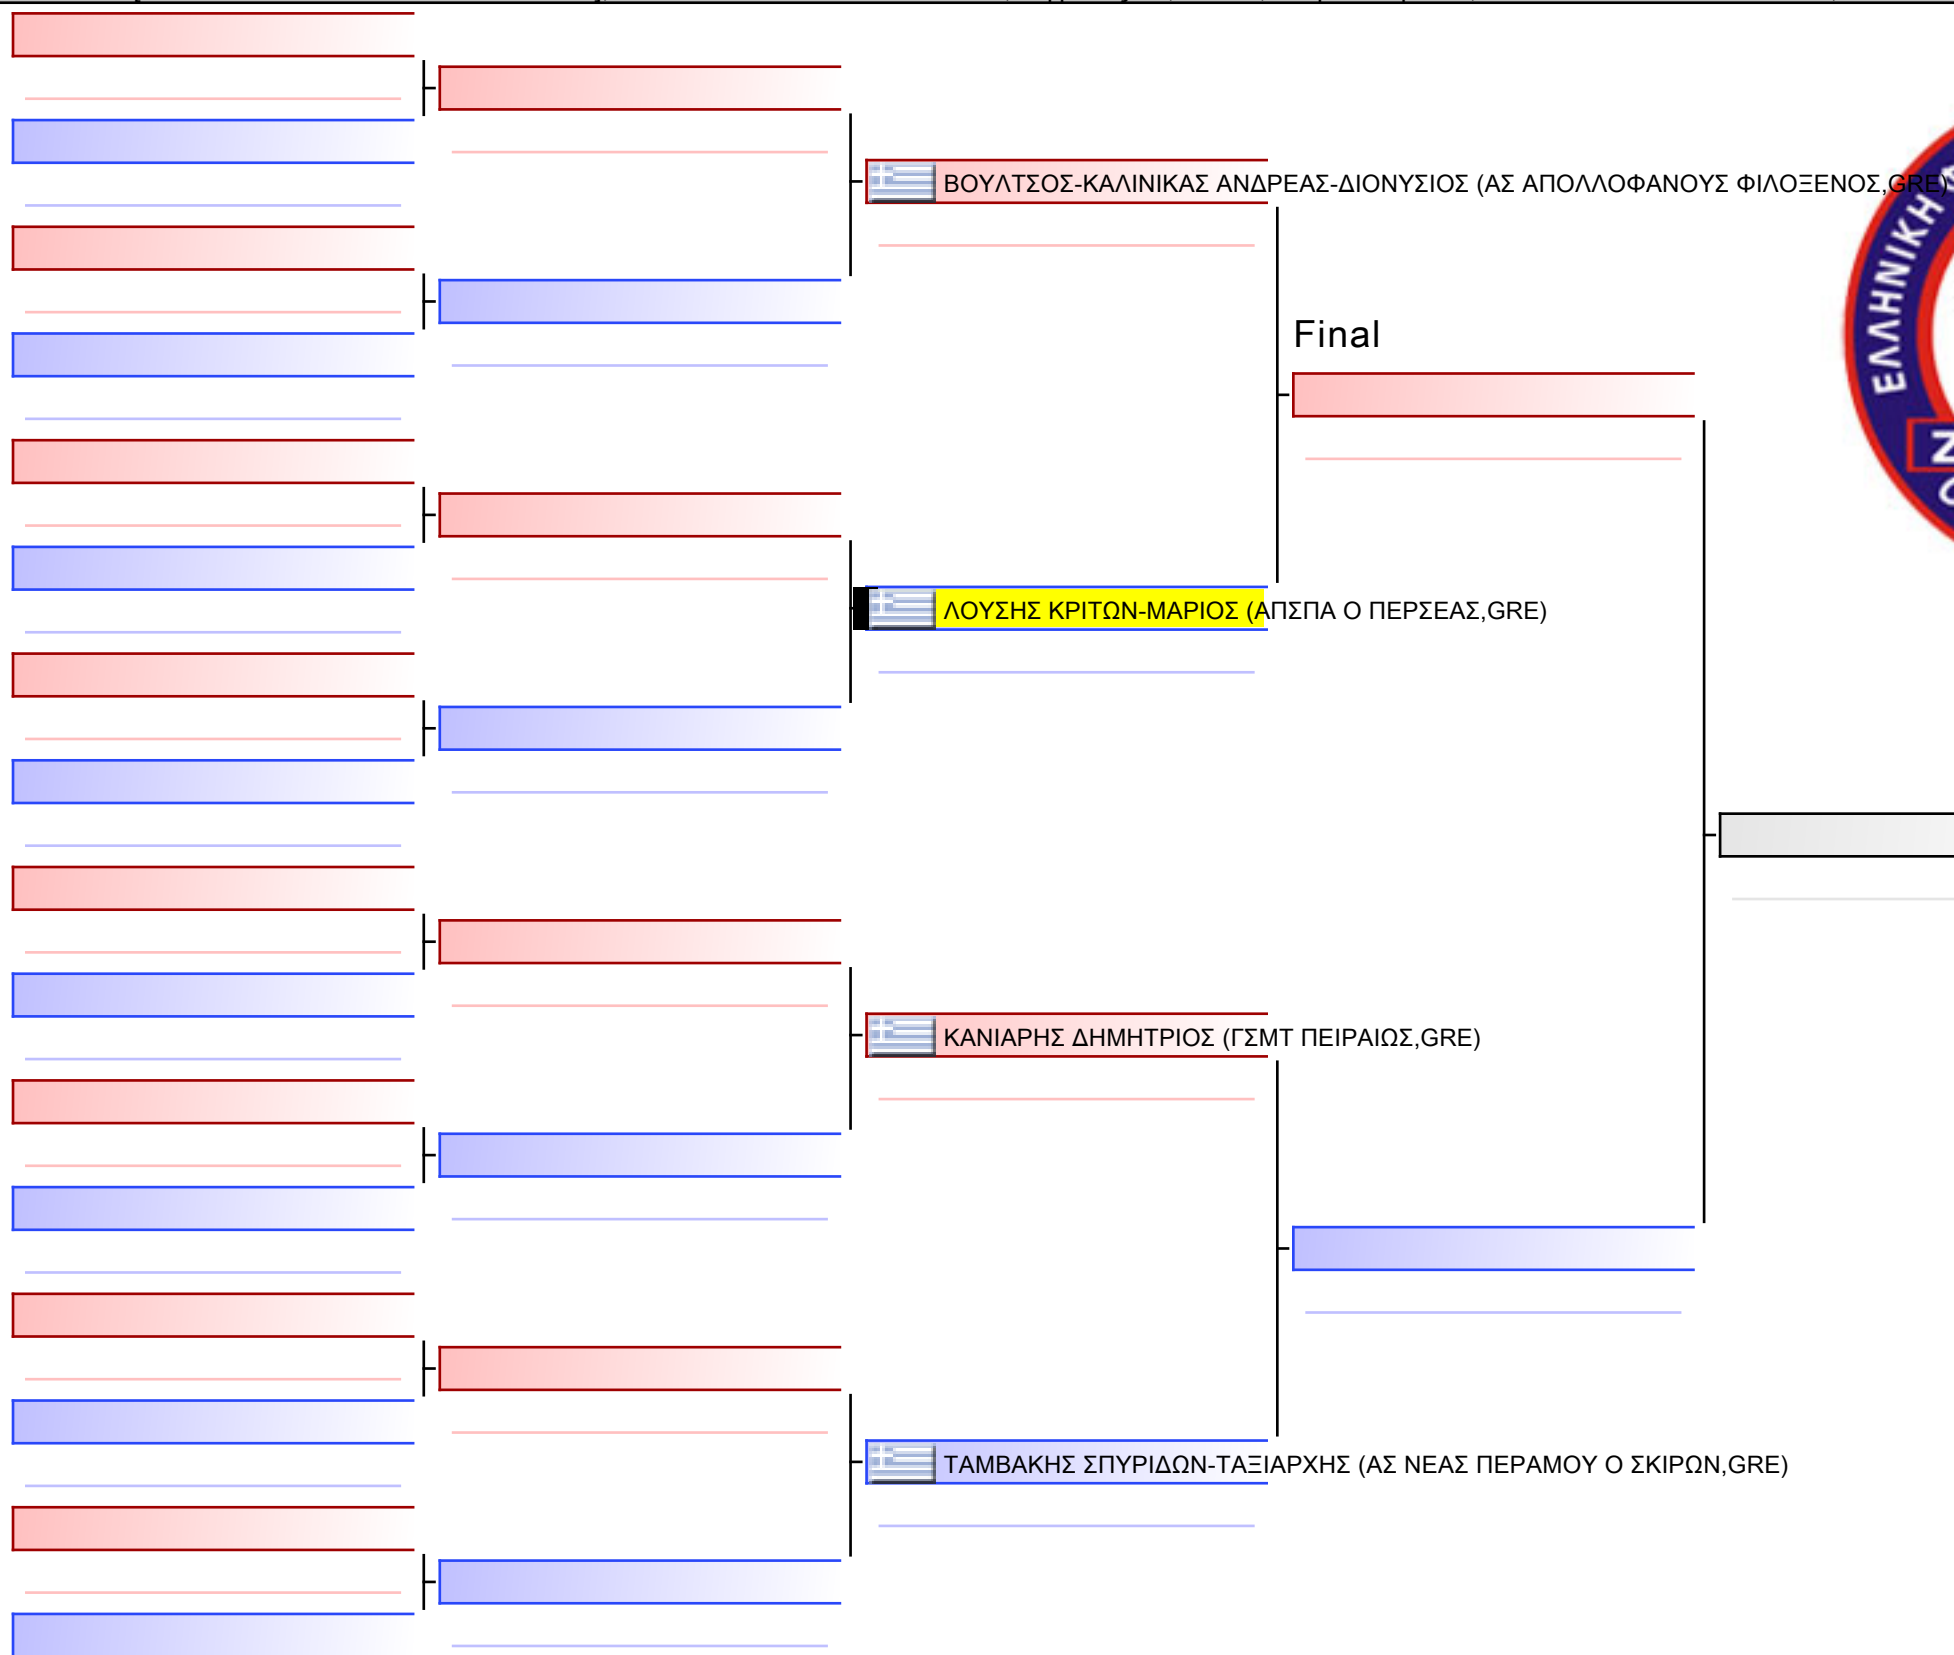 ΒΟΥΛΤΣΟΣ-ΚΑΛΙΝΙΚΑΣ ΑΝΔΡΕΑΣ-ΔΙΟΝΥΣΙΟΣ (ΑΣ ΑΠΟΛΛΟΦΑΝΟΥΣ ΦΙΛΟΞΕΝΟΣ,GRE)
ΕΛΛΗΝΙΚΗ
Final
ΛΟΥΣΗΣ ΚΡΙΤΩΝ-ΜΑΡΙΟΣ (ΑΠΣΠΑ Ο ΠΕΡΣΕΑΣ,GRE)
ΚΑΝΙΑΡΗΣ ΔΗΜΗΤΡΙΟΣ (ΓΣΜΤ ΠΕΙΡΑΙΩΣ,GRE)
ΤΑΜΒΑΚΗΣ ΣΠΥΡΙΔΩΝ-ΤΑΞΙΑΡΧΗΣ (ΑΣ ΝΕΑΣ ΠΕΡΑΜΟΥ Ο ΣΚΙΡΩΝ,GRE)